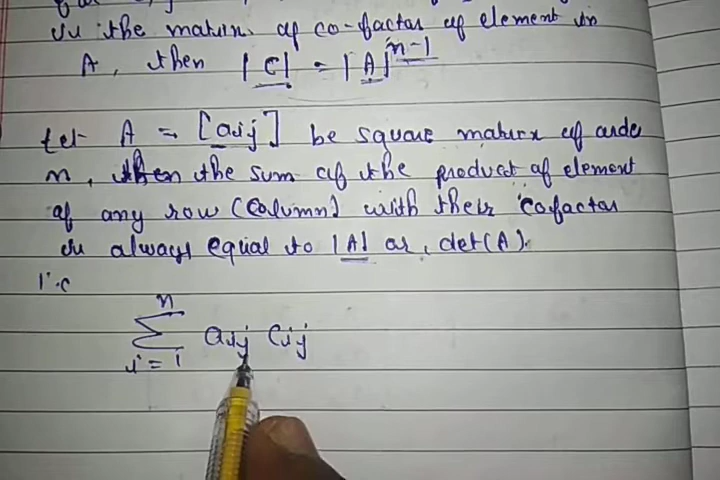 is the matrix of co-factor of element in
A, then |C| = |A|^{n-1}
Let A = [aij] be square matrix of orde
n, then the sum of the product of element
of any row (column) with their cofactor
is always equal to |A| or, det(A).
i.e
n
∑ aij Cij
i = 1